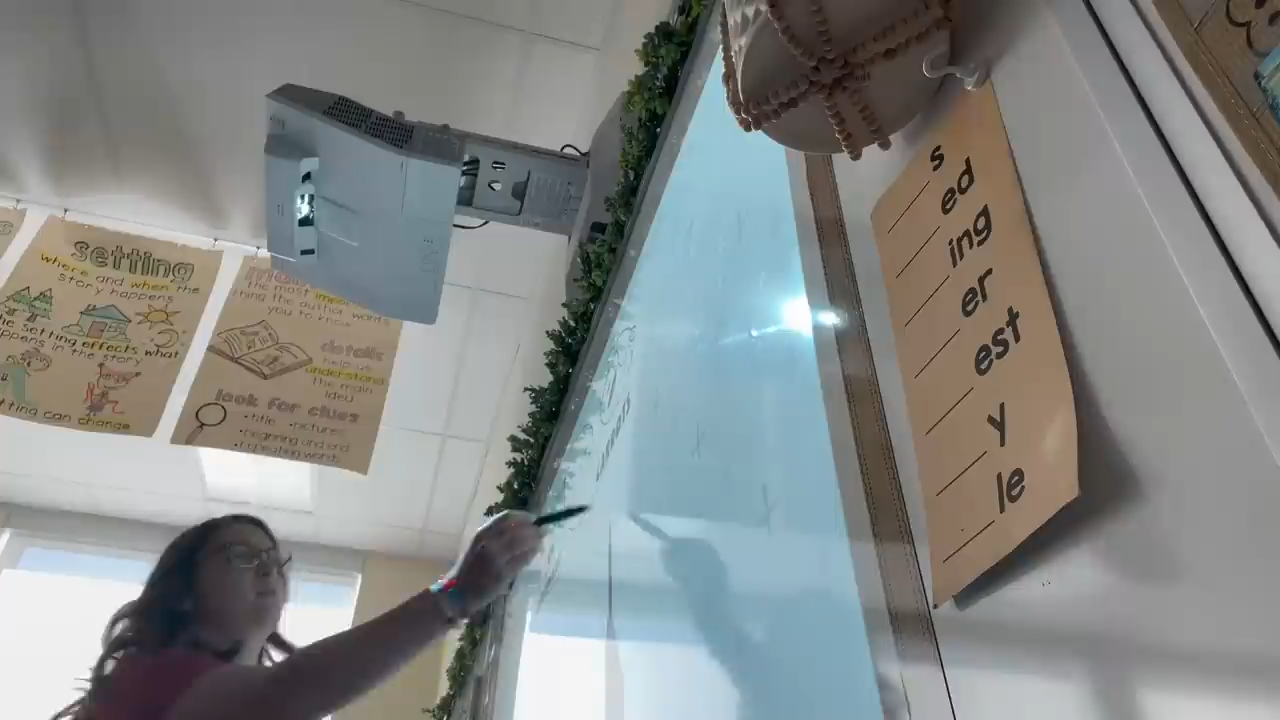 setting
where and when the
story happens
the setting effects what
happens in the story
setting can change
the most
thing the author wants
you to know
details
help us
understand
the main
idea
look for clues
•title •pictures
•beginning and end
•repeating words
s
ed
ing
er
est
y
le